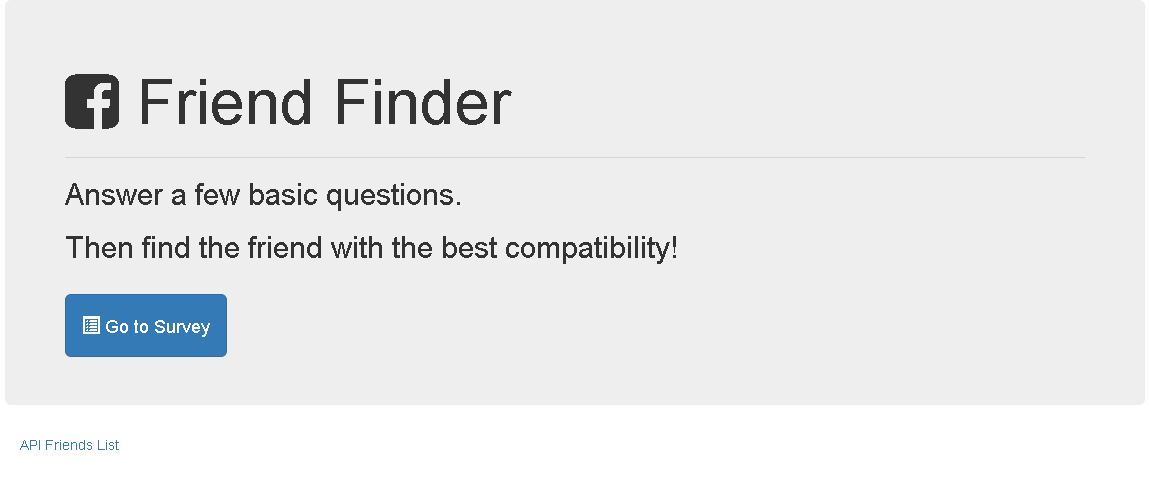 Friend Finder
Answer a few basic questions.
Then find the friend with the best compatibility!
Go to Survey
API Friends List